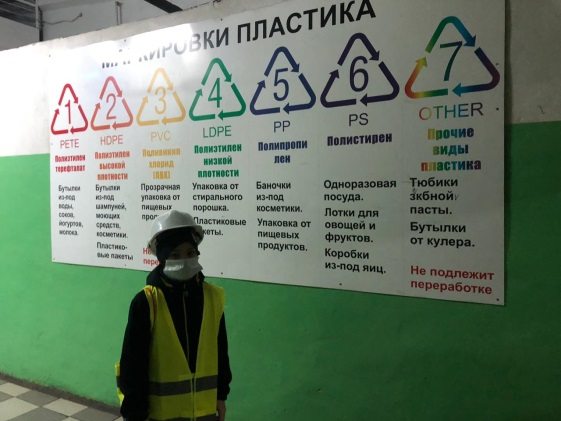 МАРКИРОВКИ ПЛАСТИКА
1 2 3 4 5 6 7
PETE HDPE PVC LDPE PP PS OTHER
Полиэтилен
терефталат
Полиэтилен
высокой
плотности
Поливинил
хлорид
(ПВХ)
Полиэтилен
низкой
плотности
Полипропи
лен
Полистирен
Прочие
виды
пластика
Бутылки
из-под
воды,
соков,
йогуртов,
молока.
Бутылки
из-под
шампуней,
моющих
средств,
косметики.
Пластико-
вые пакеты
Прозрачная
упаковка от
пищевых
Не
пере
Упаковка от
стирального
порошка.
Пластиковые
пакеты.
Баночки
из-под
косметики.
Упаковка от
пищевых
продуктов.
Одноразовая
посуда.
Лотки для
овощей и
фруктов.
Коробки
из-под яиц.
Тюбики
зкбной
пасты.
Бутылки
от кулера.
Не подлежит
переработке